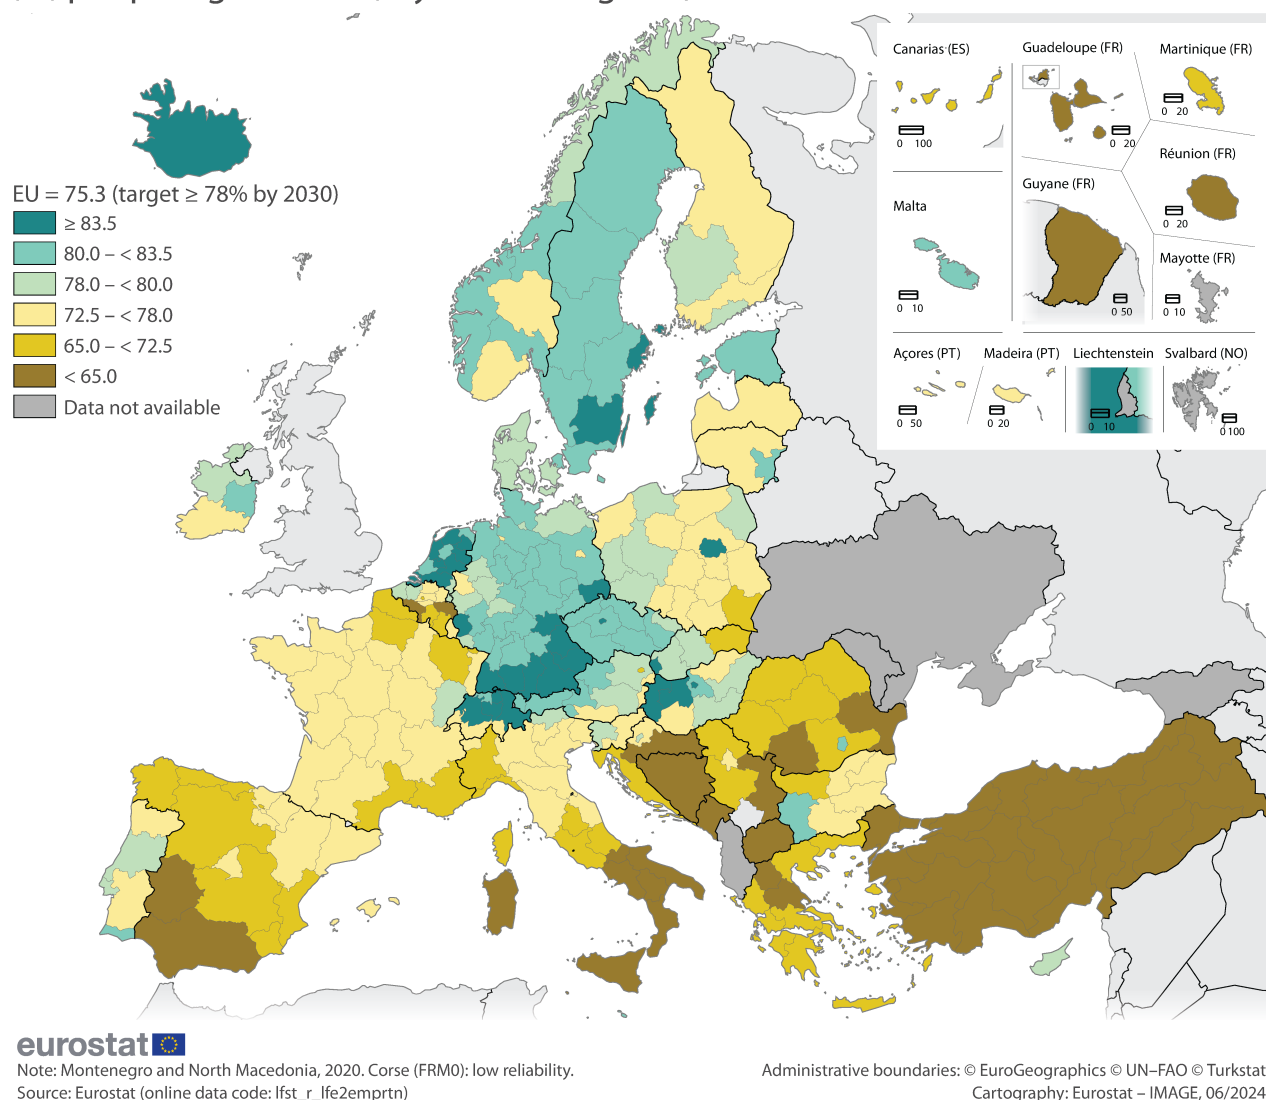 EU = 75.3 (target ≥ 78% by 2030)
≥ 83.5
80.0 – < 83.5
78.0 – < 80.0
72.5 – < 78.0
65.0 – < 72.5
< 65.0
Data not available
Canarias (ES)
0 100
Guadeloupe (FR)
0 20
Martinique (FR)
0 20
Guyane (FR)
0 50
Réunion (FR)
0 20
Malta
0 10
Mayotte (FR)
0 10
Açores (PT)
0 50
Madeira (PT)
0 20
Liechtenstein
0 10
Svalbard (NO)
0 100
eurostat
Note: Montenegro and North Macedonia, 2020. Corse (FRM0): low reliability.
Source: Eurostat (online data code: lfst_r_lfe2emprtn)
Administrative boundaries: © EuroGeographics © UN–FAO © Turkstat
Cartography: Eurostat – IMAGE, 06/2024